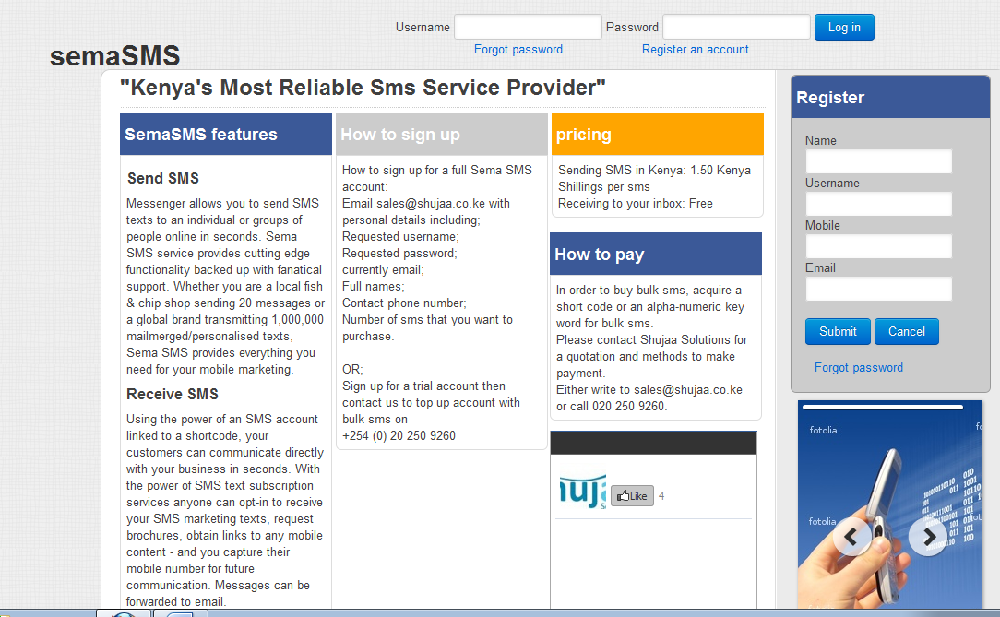 Username
Password
Log in
Forgot password
Register an account
semaSMS
"Kenya's Most Reliable Sms Service Provider"
SemaSMS features
Send SMS
Messenger allows you to send SMS
texts to an individual or groups of
people online in seconds. Sema
SMS service provides cutting edge
functionality backed up with fanatical
support. Whether you are a local fish
& chip shop sending 20 messages or
a global brand transmitting 1,000,000
mailmerged/personalised texts,
Sema SMS provides everything you
need for your mobile marketing.
Receive SMS
Using the power of an SMS account
linked to a shortcode, your
customers can communicate directly
with your business in seconds. With
the power of SMS text subscription
services anyone can opt-in to receive
your SMS marketing texts, request
brochures, obtain links to any mobile
content - and you capture their
mobile number for future
communication. Messages can be
forwarded to email.
How to sign up
How to sign up for a full Sema SMS
account:
Email sales@shujaa.co.ke with
personal details including;
Requested username;
Requested password;
currently email;
Full names;
Contact phone number;
Number of sms that you want to
purchase.
OR;
Sign up for a trial account then
contact us to top up account with
bulk sms on
+254 (0) 20 250 9260
pricing
Sending SMS in Kenya: 1.50 Kenya
Shillings per sms
Receiving to your inbox: Free
How to pay
In order to buy bulk sms, acquire a
short code or an alpha-numeric key
word for bulk sms.
Please contact Shujaa Solutions for
a quotation and methods to make
payment.
Either write to sales@shujaa.co.ke
or call 020 250 9260.
Like 4
Register
Name
Username
Mobile
Email
Submit
Cancel
Forgot password
fotolia
fotolia
fotolia